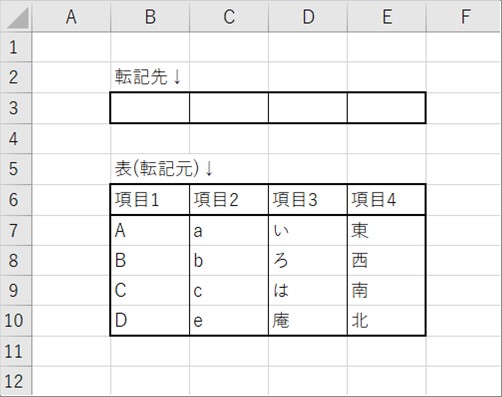 A B C D E F
1
2 転記先↓
3
4
5 表(転記元)↓
6 項目1 項目2 項目3 項目4
7 A a い 東
8 B b ろ 西
9 C c は 南
10 D e 庵 北
11
12